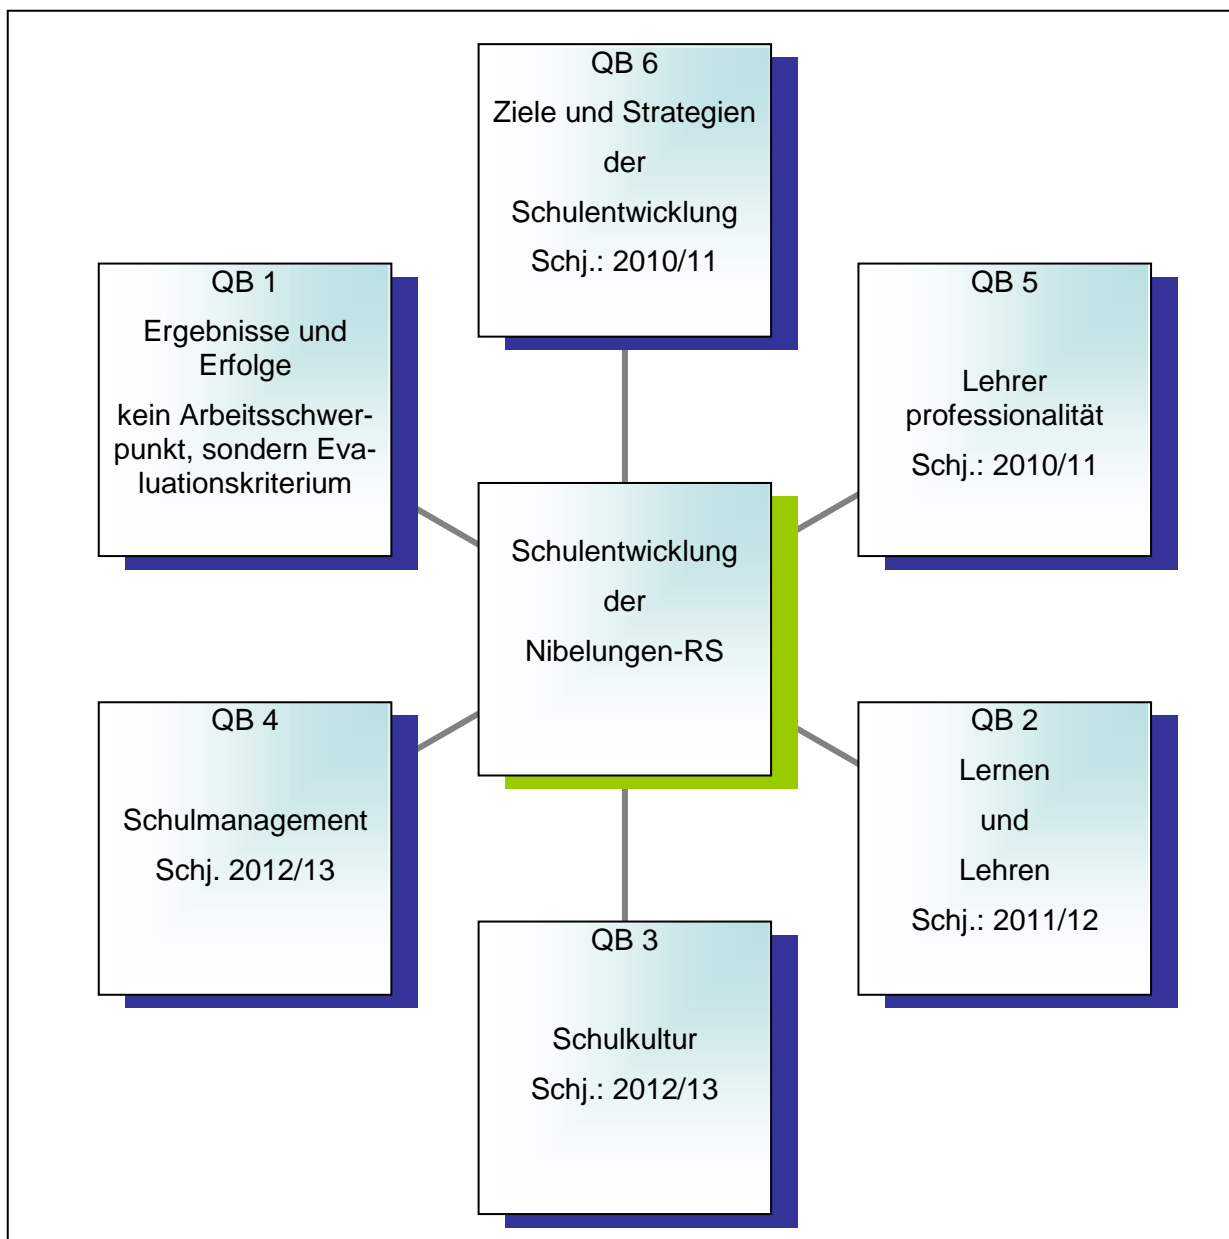 QB 6
Ziele und Strategien
der
Schulentwicklung
Schj.: 2010/11
QB 1
Ergebnisse und
Erfolge
kein Arbeitsschwer-
punkt, sondern Eva-
luationskriterium
QB 5
Lehrer
professionalität
Schj.: 2010/11
Schulentwicklung
der
Nibelungen-RS
QB 4
Schulmanagement
Schj. 2012/13
QB 2
Lernen
und
Lehren
Schj.: 2011/12
QB 3
Schulkultur
Schj.: 2012/13